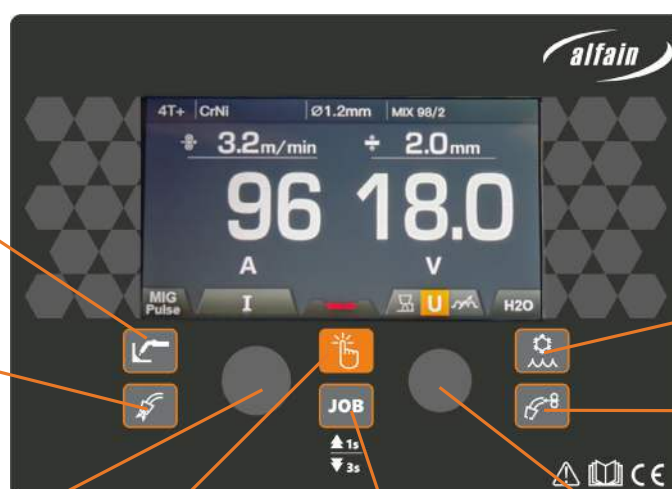 alfain
4T+ CrNi Ø1.2mm MIX 98/2
3.2m/min 2.0mm
96 18.0
A V
MIG Pulse I U H2O
JOB
1s
3s
CE